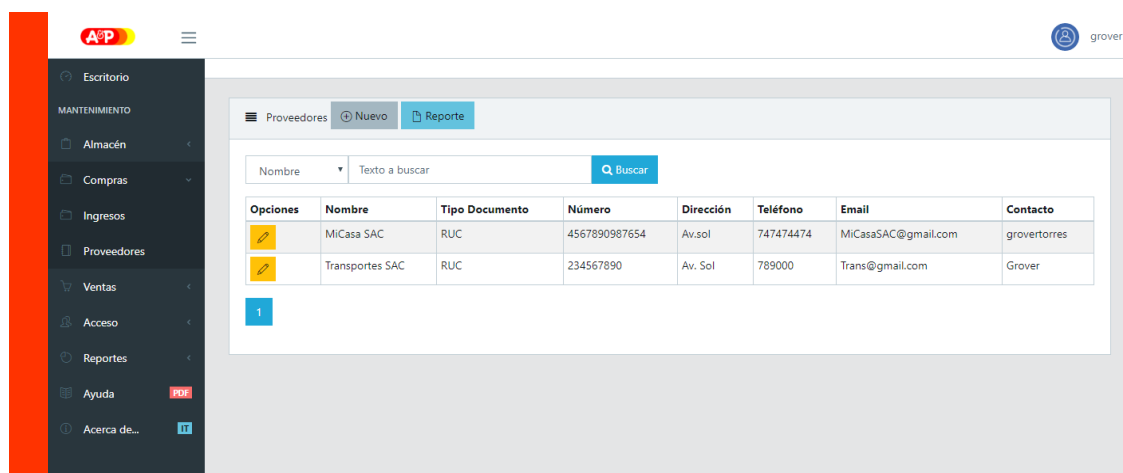 A&P
grover
Escritorio
MANTENIMIENTO
Almacén
Compras
Ingresos
Proveedores
Ventas
Acceso
Reportes
Ayuda PDF
Acerca de... IT
Proveedores Nuevo Reporte
Nombre Texto a buscar Buscar
Opciones Nombre Tipo Documento Número Dirección Teléfono Email Contacto
MiCasa SAC RUC 4567890987654 Av.sol 747474474 MiCasaSAC@gmail.com grovertorres
Transportes SAC RUC 234567890 Av. Sol 789000 Trans@gmail.com Grover
1